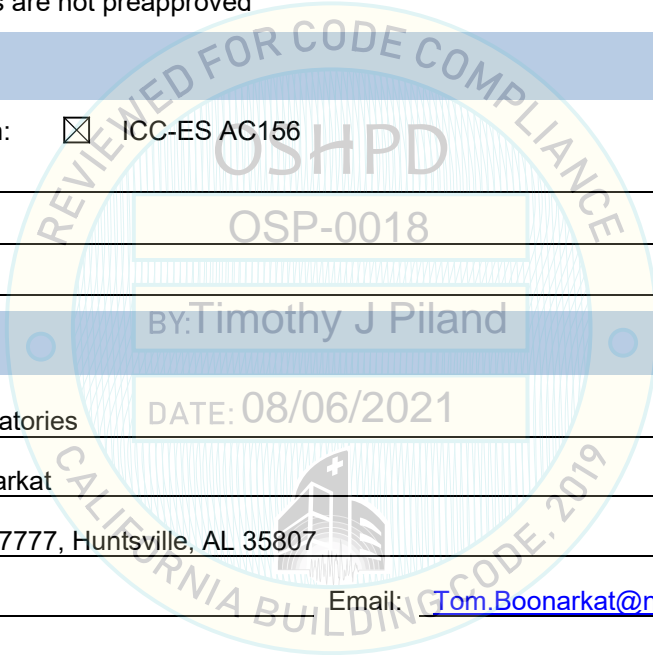 s are not preapproved
REVIEWED FOR CODE COMPLIANCE
: ☒ ICC-ES AC156
OSHPD
OSP-0018
BY:Timothy J Piland
DATE: 08/06/2021
atories
arkat
7777, Huntsville, AL 35807
Email: Tom.Boonarkat@n
CALIFORNIA BUILDING CODE, 2019